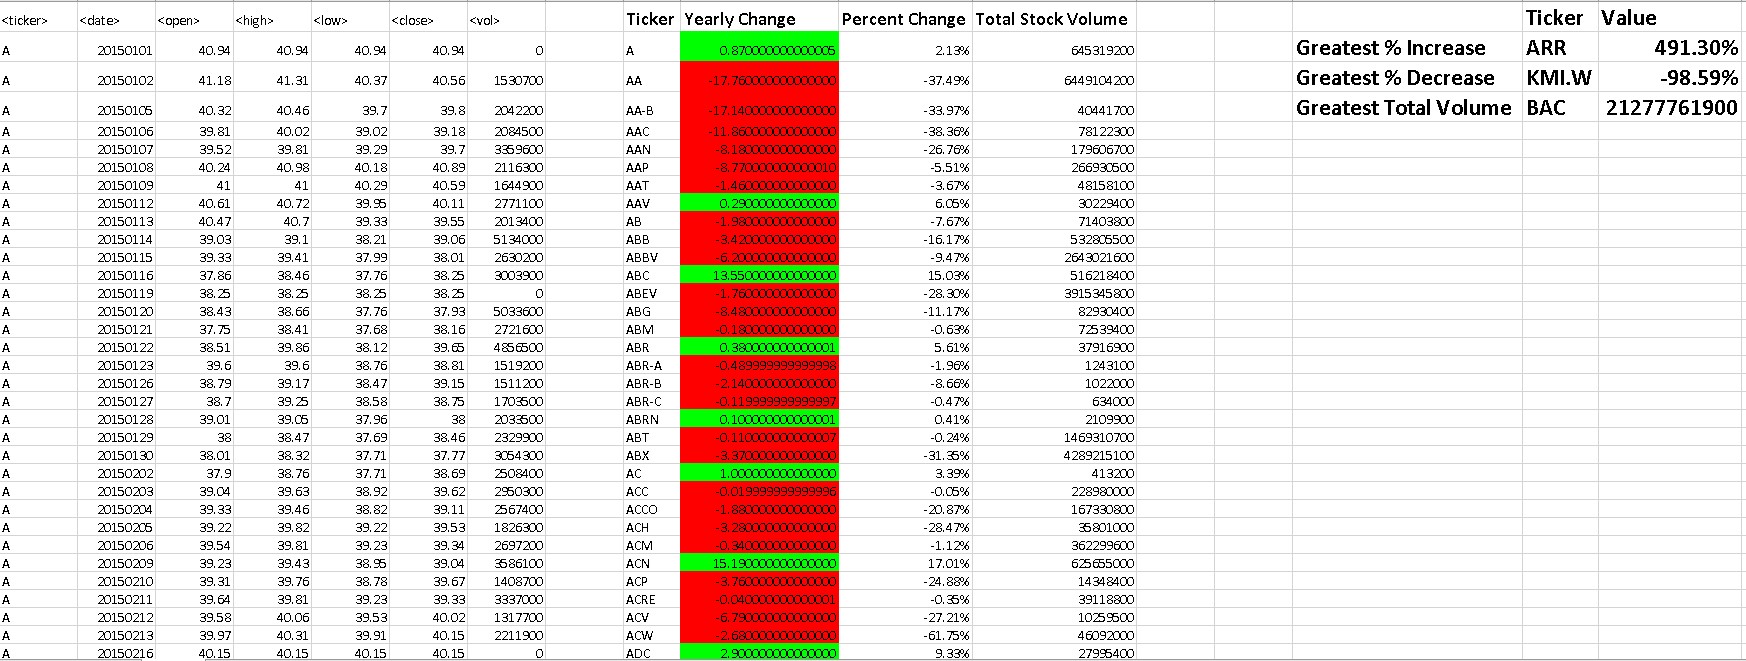 <ticker> <date> <open> <high> <low> <close> <vol> Ticker Yearly Change Percent Change Total Stock Volume Ticker Value
A 20150101 40.94 40.94 40.94 40.94 0 A 0.870000000000005 2.13% 645319200 Greatest % Increase ARR 491.30%
A 20150102 41.18 41.31 40.37 40.56 1530700 AA -17.760000000000000 -37.49% 6449104200 Greatest % Decrease KMI.W -98.59%
A 20150105 40.32 40.46 39.7 39.8 2042200 AA-B -17.140000000000000 -33.97% 40441700 Greatest Total Volume BAC 21277761900
A 20150106 39.81 40.02 39.02 39.18 2084500 AAC -11.860000000000000 -38.36% 78122300
A 20150107 39.52 39.81 39.29 39.7 3359600 AAN -8.180000000000000 -26.76% 179606700
A 20150108 40.24 40.98 40.18 40.89 2116300 AAP -8.770000000000010 -5.51% 266930500
A 20150109 41 41 40.29 40.59 1644900 AAT -1.460000000000000 -3.67% 48158100
A 20150112 40.61 40.72 39.95 40.11 2771100 AAV 0.290000000000000 6.05% 30229400
A 20150113 40.47 40.7 39.33 39.55 2013400 AB -1.980000000000000 -7.67% 71403800
A 20150114 39.03 39.1 38.21 39.06 5134000 ABB -3.420000000000000 -16.17% 532805500
A 20150115 39.33 39.41 37.99 38.01 2630200 ABBV -6.200000000000000 -9.47% 2643021600
A 20150116 37.86 38.46 37.76 38.25 3003900 ABC 13.550000000000000 15.03% 516218400
A 20150119 38.25 38.25 38.25 38.25 0 ABEV -1.760000000000000 -28.30% 3915345800
A 20150120 38.43 38.66 37.76 37.93 5033600 ABG -8.480000000000000 -11.17% 82930400
A 20150121 37.75 38.41 37.68 38.16 2721600 ABM -0.180000000000000 -0.63% 72539400
A 20150122 38.51 39.86 38.12 39.65 4856500 ABR 0.380000000000001 5.61% 37916900
A 20150123 39.6 39.6 38.76 38.81 1519200 ABR-A -0.489999999999998 -1.96% 1243100
A 20150126 38.79 39.17 38.47 39.15 1511200 ABR-B -2.140000000000000 -8.66% 1022000
A 20150127 38.7 39.25 38.58 38.75 1703500 ABR-C -0.119999999999997 -0.47% 634000
A 20150128 39.01 39.05 37.96 38 2033500 ABRN 0.100000000000001 0.41% 2109900
A 20150129 38 38.47 37.69 38.46 2329900 ABT -0.110000000000007 -0.24% 1469310700
A 20150130 38.01 38.32 37.71 37.77 3054300 ABX -3.370000000000000 -31.35% 4289215100
A 20150202 37.9 38.76 37.71 38.69 2508400 AC 1.000000000000000 3.39% 413200
A 20150203 39.04 39.63 38.92 39.62 2950300 ACC -0.019999999999996 -0.05% 228980000
A 20150204 39.33 39.46 38.82 39.11 2567400 ACCO -1.880000000000000 -20.87% 167330800
A 20150205 39.22 39.82 39.22 39.53 1826300 ACH -3.280000000000000 -28.47% 35801000
A 20150206 39.54 39.81 39.23 39.34 2697200 ACM -0.340000000000000 -1.12% 362299600
A 20150209 39.23 39.43 38.95 39.04 3586100 ACN 15.190000000000000 17.01% 625655000
A 20150210 39.31 39.76 38.78 39.67 1408700 ACP -3.760000000000000 -24.88% 14348400
A 20150211 39.64 39.81 39.23 39.33 3337000 ACRE -0.040000000000001 -0.35% 39118800
A 20150212 39.58 40.06 39.53 40.02 1317700 ACV -6.790000000000000 -27.21% 10259500
A 20150213 39.97 40.31 39.91 40.15 2211900 ACW -2.680000000000000 -61.75% 46092000
A 20150216 40.15 40.15 40.15 40.15 0 ADC 2.900000000000000 9.33% 27995400